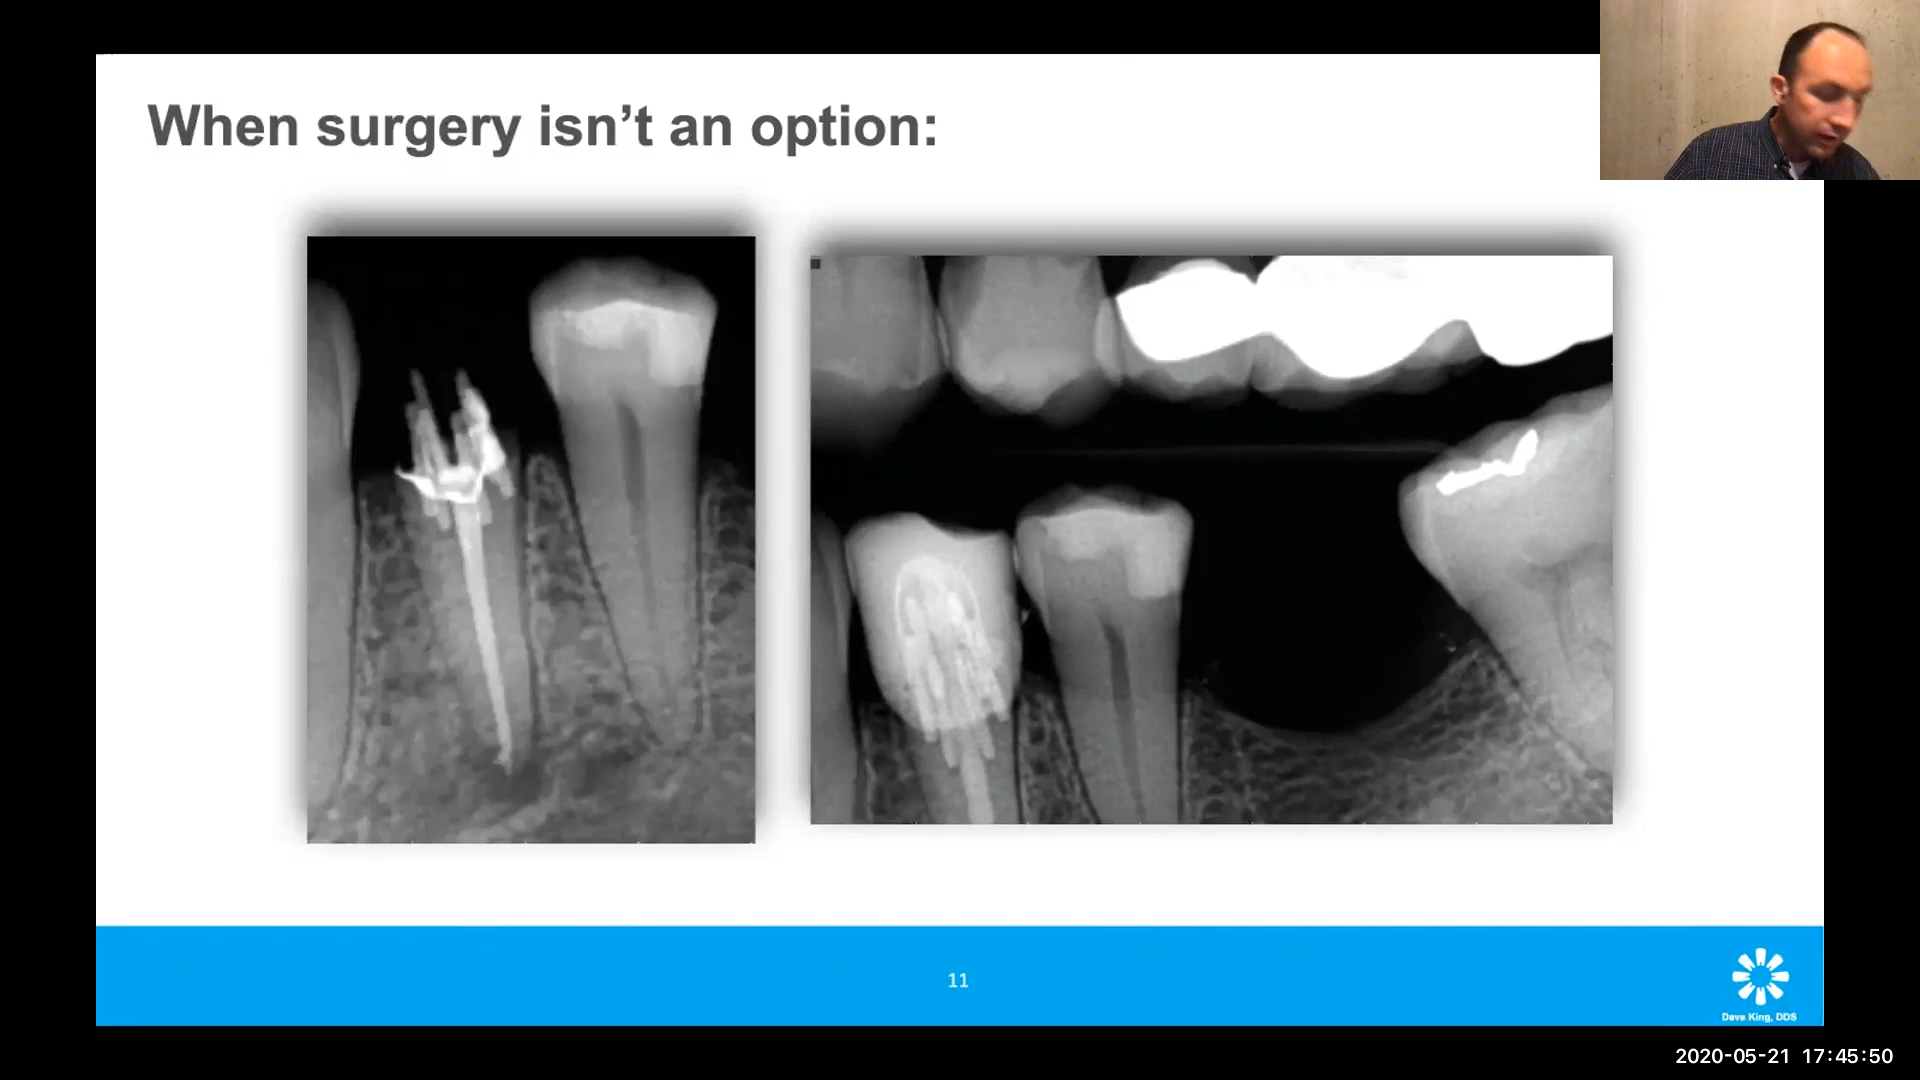 When surgery isn’t an option:
11
Dave King, DDS
2020-05-21 17:45:50